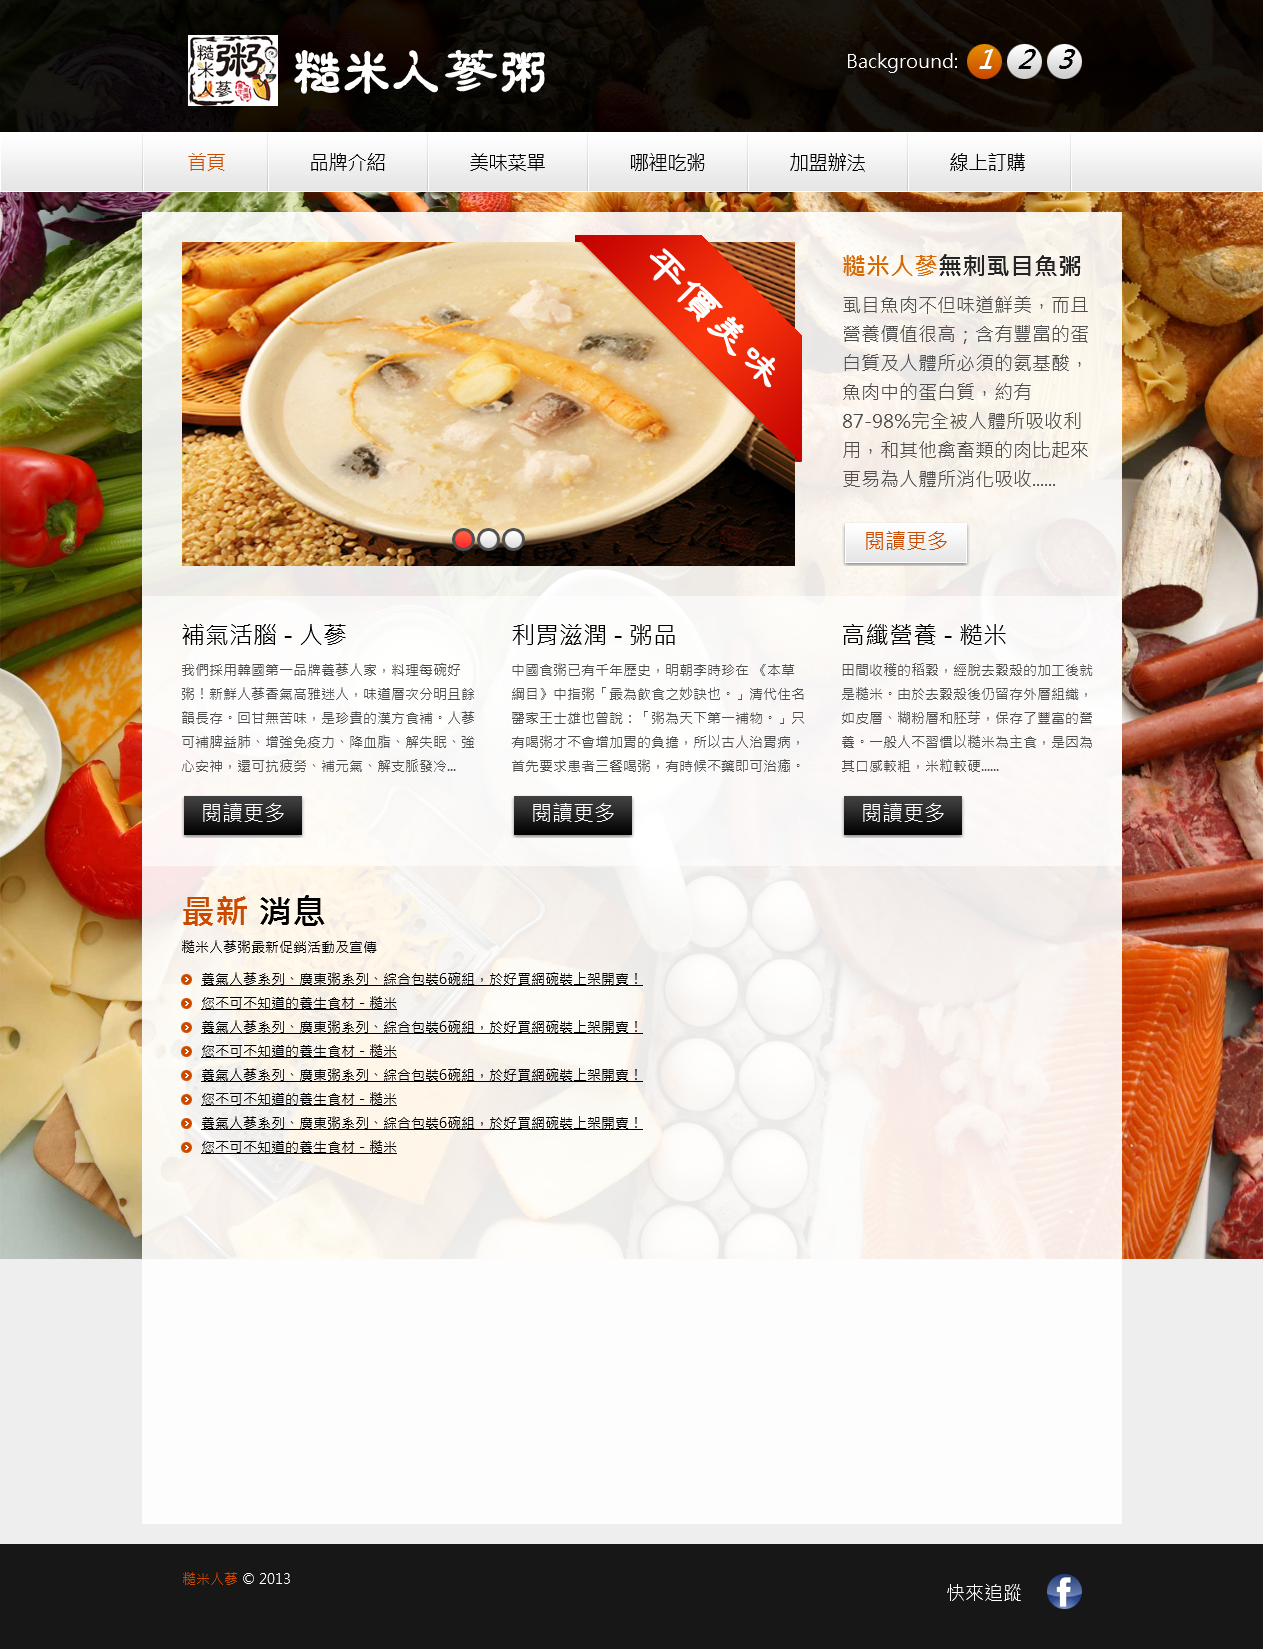 糙 粥
米
人蔘
糙米人蔘粥
Background: 1 2 3
首頁 品牌介紹 美味菜單 哪裡吃粥 加盟辦法 線上訂購
平價美味
糙米人蔘無刺虱目魚粥
虱目魚肉不但味道鮮美，而且
營養價值很高；含有豐富的蛋
白質及人體所必須的氨基酸，
魚肉中的蛋白質，約有
87-98%完全被人體所吸收利
用，和其他禽畜類的肉比起來
更易為人體所消化吸收......
閱讀更多
補氣活腦 - 人蔘
我們採用韓國第一品牌養蔘人家，料理每碗好
粥！新鮮人蔘香氣高雅迷人，味道層次分明且餘
韻長存。回甘無苦味，是珍貴的漢方食補。人蔘
可補脾益肺、增強免疫力、降血脂、解失眠、強
心安神，還可抗疲勞、補元氣、解支脈發冷...
閱讀更多
利胃滋潤 - 粥品
中國食粥已有千年歷史，明朝李時珍在 《本草
綱目》中指粥「最為飲食之妙訣也。」清代住名
醫家王士雄也曾說：「粥為天下第一補物。」只
有喝粥才不會增加胃的負擔，所以古人治胃病，
首先要求患者三餐喝粥，有時候不藥即可治癒。
閱讀更多
高纖營養 - 糙米
田間收穫的稻穀，經脫去穀殼的加工後就
是糙米。由於去穀殼後仍留存外層組織，
如皮層、糊粉層和胚芽，保存了豐富的營
養。一般人不習慣以糙米為主食，是因為
其口感較粗，米粒較硬......
閱讀更多
最新 消息
糙米人蔘粥最新促銷活動及宣傳
養氣人蔘系列、廣東粥系列、綜合包裝6碗組，於好買網碗裝上架開賣！
您不可不知道的養生食材 - 糙米
養氣人蔘系列、廣東粥系列、綜合包裝6碗組，於好買網碗裝上架開賣！
您不可不知道的養生食材 - 糙米
養氣人蔘系列、廣東粥系列、綜合包裝6碗組，於好買網碗裝上架開賣！
您不可不知道的養生食材 - 糙米
養氣人蔘系列、廣東粥系列、綜合包裝6碗組，於好買網碗裝上架開賣！
您不可不知道的養生食材 - 糙米
糙米人蔘 © 2013
快來追蹤 f